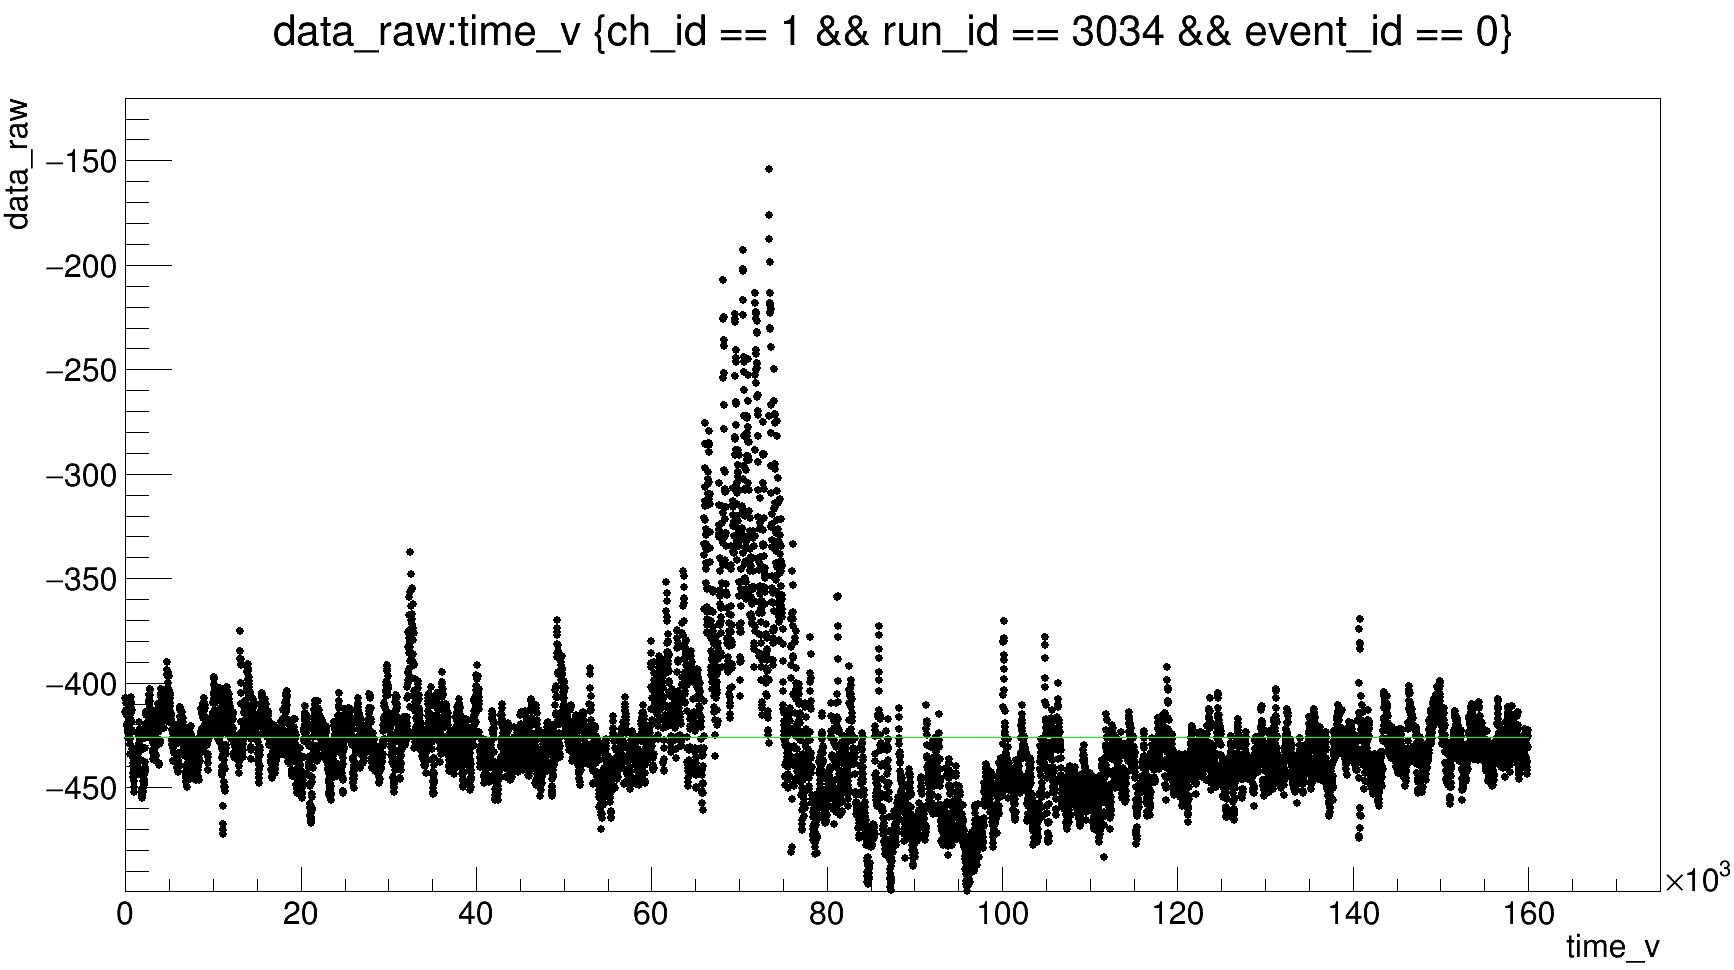 data_raw:time_v {ch_id == 1 && run_id == 3034 && event_id == 0}
data_raw
−150
−200
−250
−300
−350
−400
−450
×10³
0 20 40 60 80 100 120 140 160
time_v